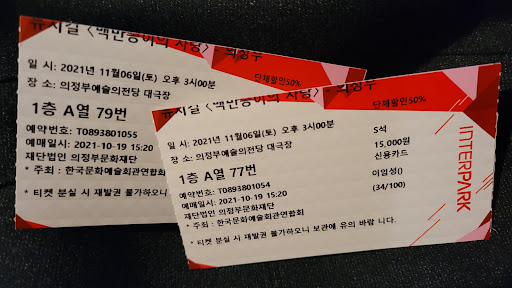 뮤지컬 <백만송이의 사랑> - 의정부
단체할인50%
일 시: 2021년 11월06일(토) 오후 3시00분
장 소: 의정부예술의전당 대극장
1층 A열 79번
예약번호: T0893801055
예매일시: 2021-10-19 15:20
재단법인 의정부문화재단
* 주최 : 한국문화예술회관연합회
* 티켓 분실 시 재발권 불가하오니
뮤지컬 <백만송이의 사랑> - 의정부
단체할인50%
일 시: 2021년 11월06일(토) 오후 3시00분
장 소: 의정부예술의전당 대극장
1층 A열 77번
예약번호: T0893801054
예매일시: 2021-10-19 15:20
재단법인 의정부문화재단
* 주최 : 한국문화예술회관연합회
* 티켓 분실 시 재발권 불가하오니 보관에 유의 바랍니다.
S석
15,000원
신용카드
(34/100)
INTERPARK